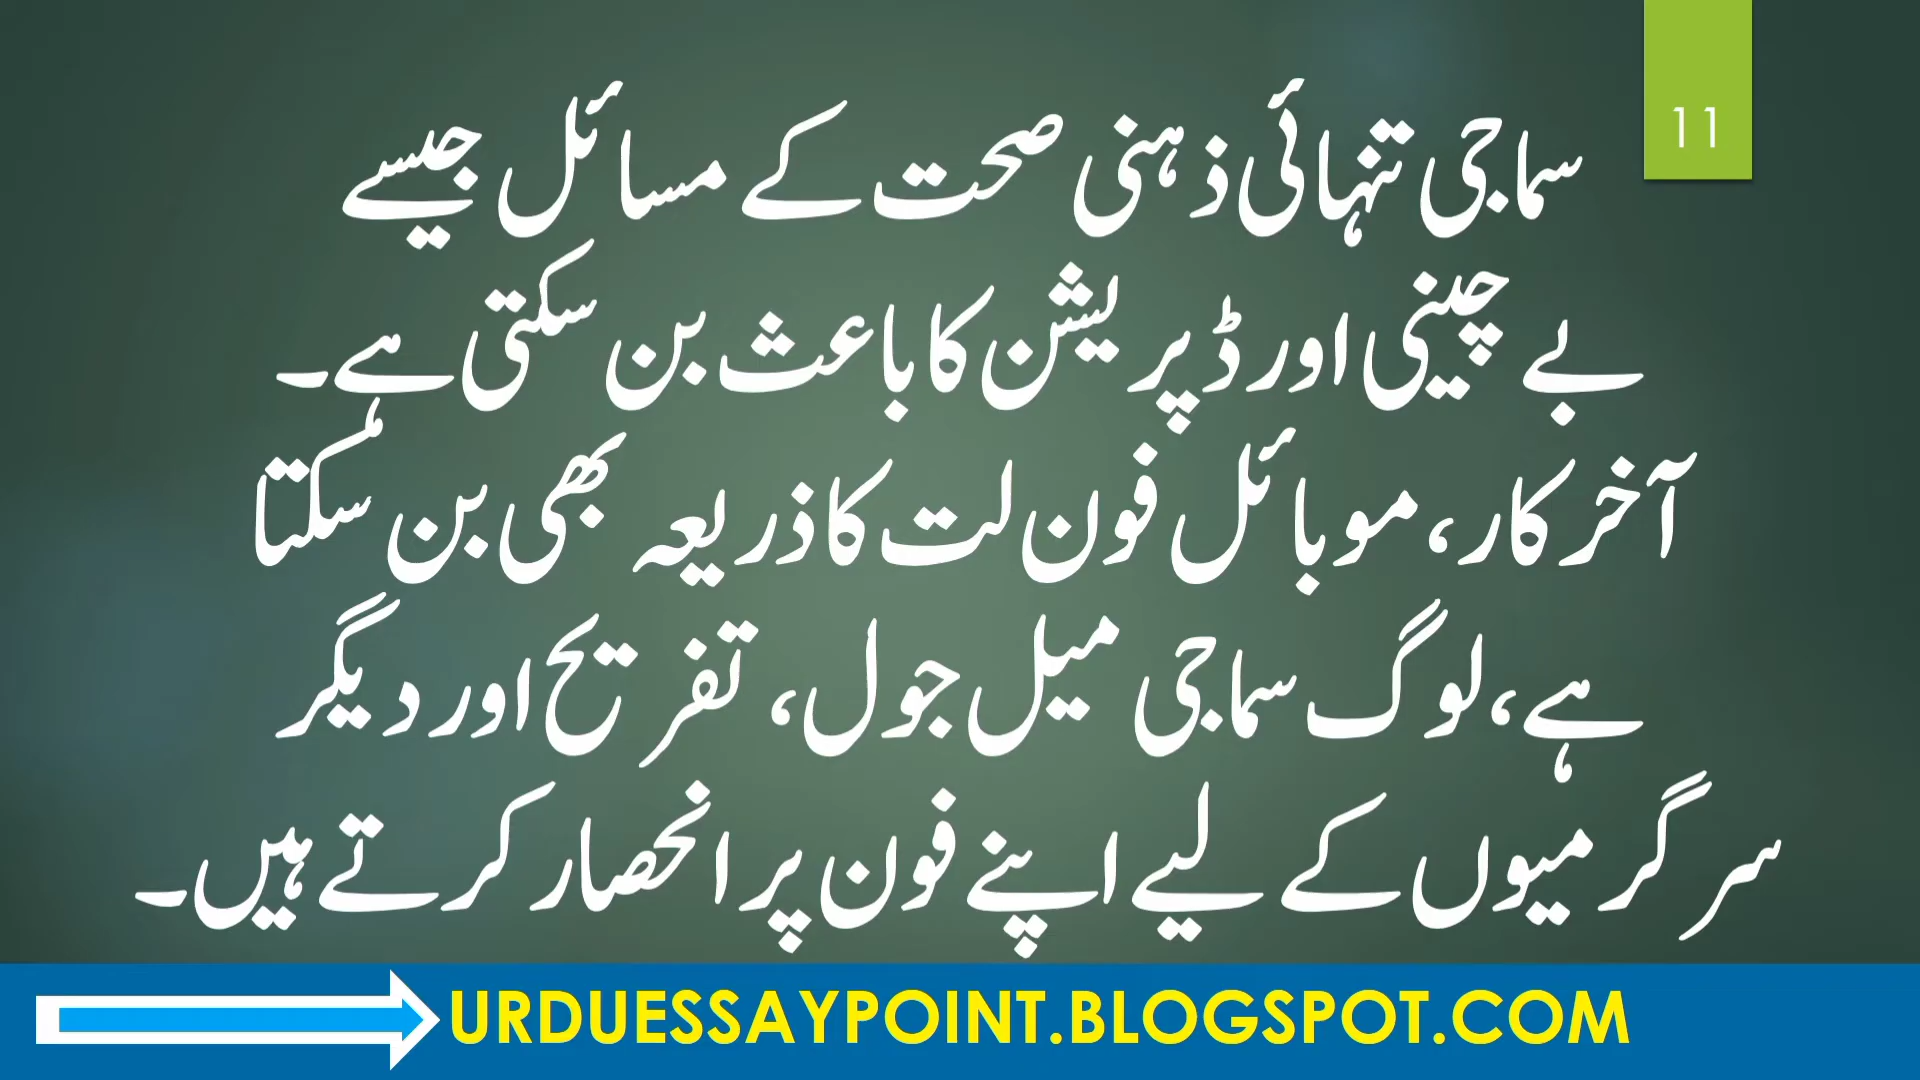 11
سماجی تنہائی ذہنی صحت کے مسائل جیسے
بے چینی اور ڈپریشن کا باعث بن سکتی ہے۔
آخر کار، موبائل فون لت کا ذریعہ بھی بن سکتا
ہے، لوگ سماجی میل جول، تفریح اور دیگر
سرگرمیوں کے لیے اپنے فون پر انحصار کرتے ہیں۔
URDUESSAYPOINT.BLOGSPOT.COM